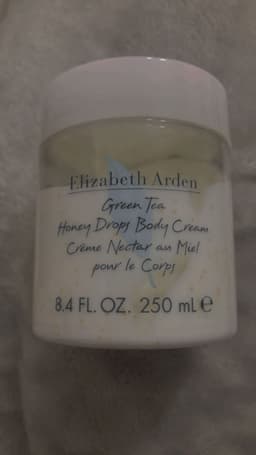 Elizabeth Arden
Green Tea
Honey Drops Body Cream
Crème Nectar au Miel
pour le Corps
8.4 FL. OZ. 250 mL ℮